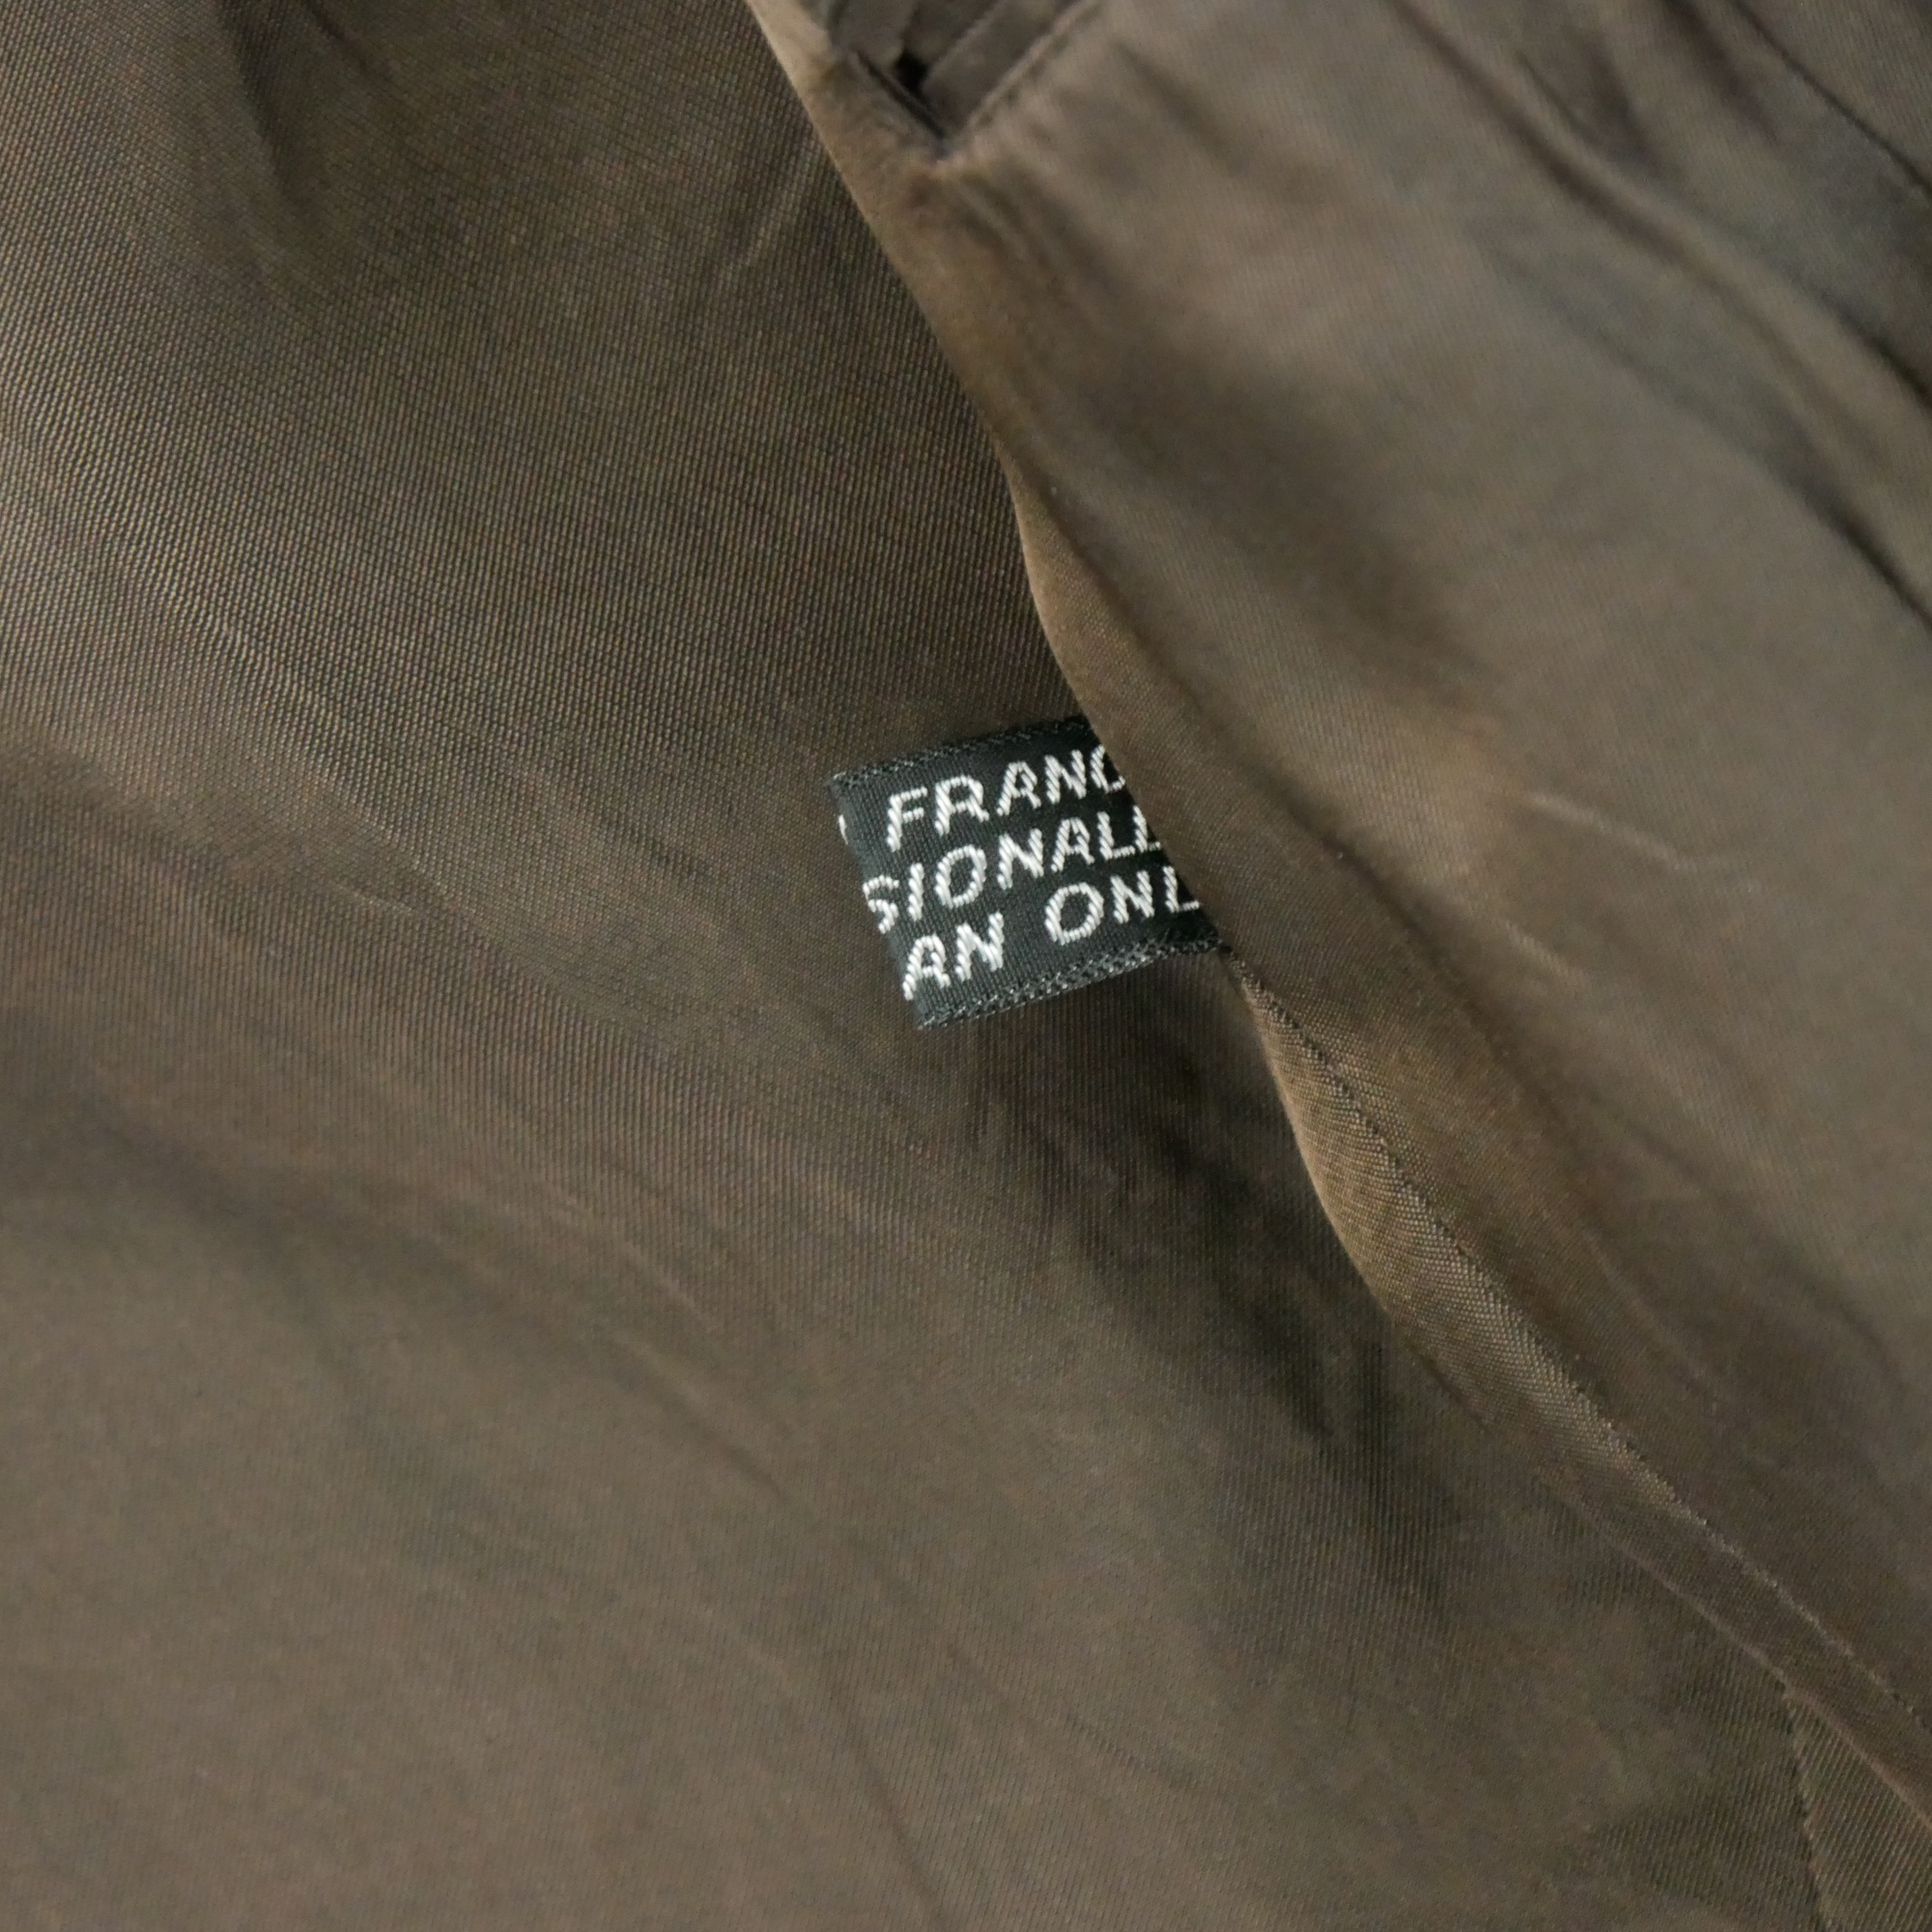 FRANC
SIONALL
AN ONL